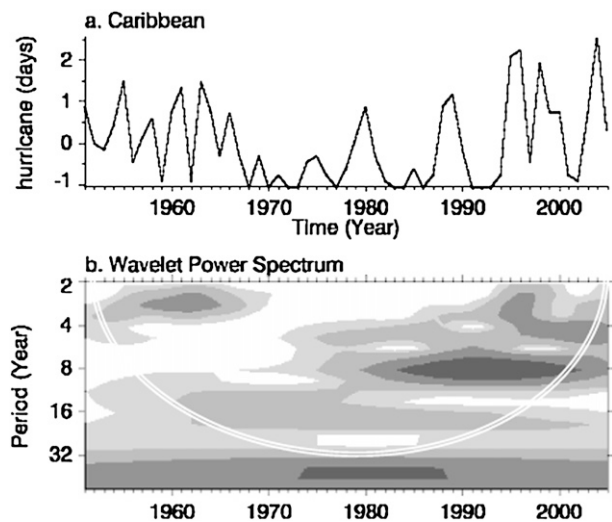 a. Caribbean
hurricane (days)
2
1
0
-1
1960 1970 1980 1990 2000
Time (Year)
b. Wavelet Power Spectrum
Period (Year)
2
4
8
16
32
1960 1970 1980 1990 2000